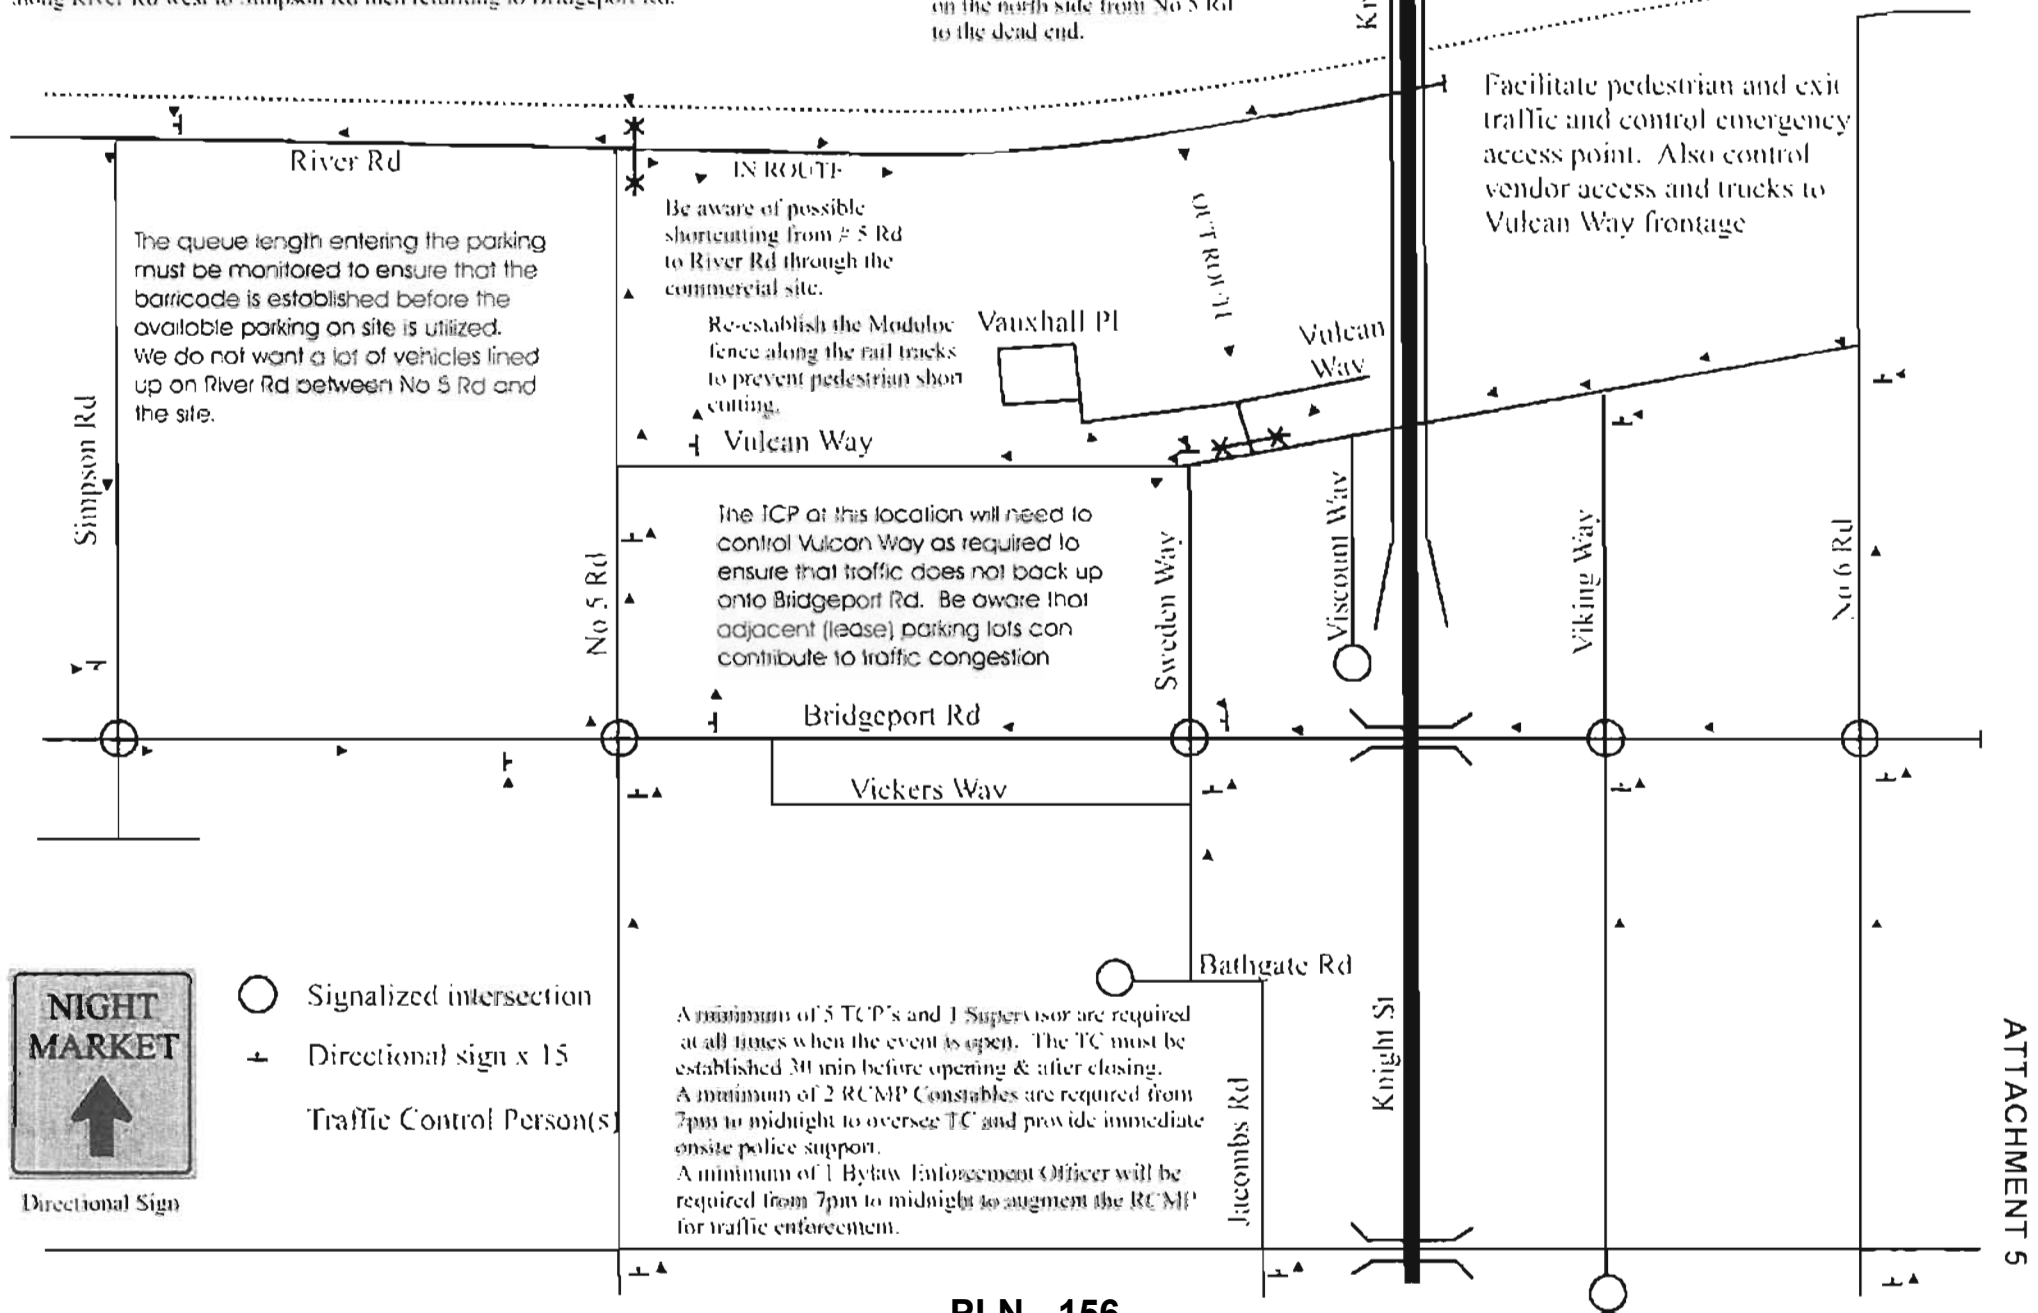 along River Rd west to Simpson Rd then returning to Bridgeport Rd.
on the north side from No 5 Rd
to the dead end.
Facilitate pedestrian and exit
traffic and control emergency
access point. Also control
vendor access and trucks to
Vulcan Way frontage
River Rd
IN ROUTE
OUT ROUTE
Be aware of possible
shortcutting from # 5 Rd
to River Rd through the
commercial site.
The queue length entering the parking
must be monitored to ensure that the
barricade is established before the
available parking on site is utilized.
We do not want a lot of vehicles lined
up on River Rd between No 5 Rd and
the site.
Re-establish the Moduloc
fence along the rail tracks
to prevent pedestrian short
cutting.
Vauxhall Pl
Vulcan
Way
Vulcan Way
Simpson Rd
No 5 Rd
The TCP at this location will need to
control Vulcan Way as required to
ensure that traffic does not back up
onto Bridgeport Rd. Be aware that
adjacent (lease) parking lots can
contribute to traffic congestion
Sweden Way
Viscount Way
Viking Way
No 6 Rd
Bridgeport Rd
Vickers Way
Bathgate Rd
NIGHT
MARKET
Directional Sign
Signalized intersection
Directional sign x 15
Traffic Control Person(s)
A minimum of 5 TCP's and 1 Supervisor are required
at all times when the event is open. The TC must be
established 30 min before opening & after closing.
A minimum of 2 RCMP Constables are required from
7pm to midnight to oversee TC and provide immediate
onsite police support.
A minimum of 1 Bylaw Enforcement Officer will be
required from 7pm to midnight to augment the RCMP
for traffic enforcement.
Jacombs Rd
Knight St
ATTACHMENT 5
PLN - 156